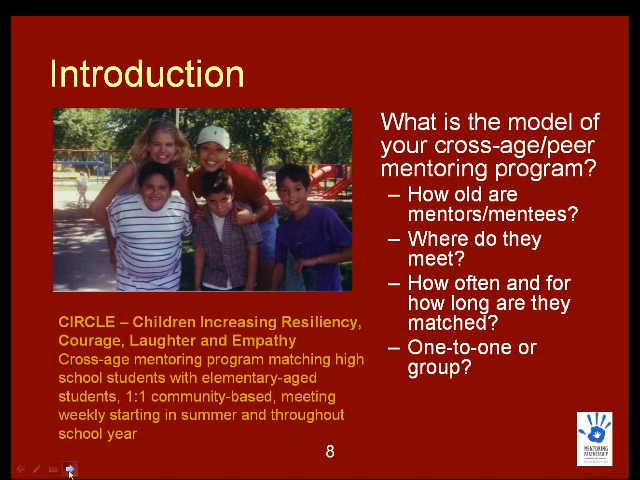 Introduction
What is the model of
your cross-age/peer
mentoring program?
– How old are
mentors/mentees?
– Where do they
meet?
– How often and for
how long are they
matched?
– One-to-one or
group?
CIRCLE – Children Increasing Resiliency,
Courage, Laughter and Empathy
Cross-age mentoring program matching high
school students with elementary-aged
students, 1:1 community-based, meeting
weekly starting in summer and throughout
school year
8
MENTORING
PARTNERSHIP